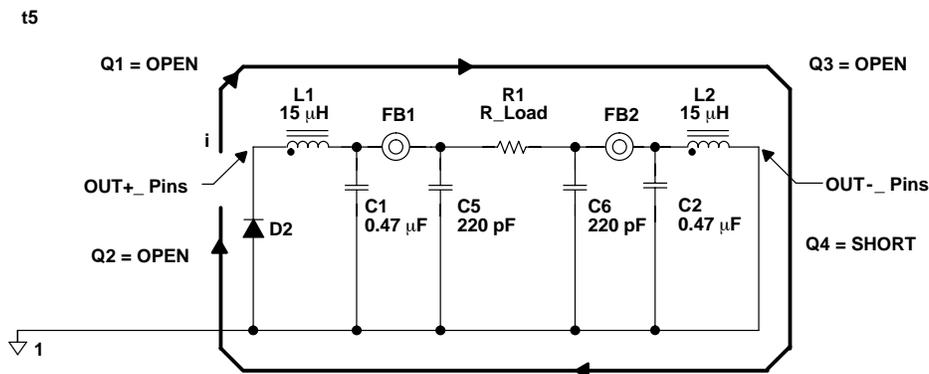 t5
Q1 = OPEN
Q3 = OPEN
L1
15 μH
FB1
R1
R_Load
FB2
L2
15 μH
i
OUT+_ Pins
OUT-_ Pins
C1
0.47 μF
C5
220 pF
C6
220 pF
C2
0.47 μF
D2
Q2 = OPEN
Q4 = SHORT
1